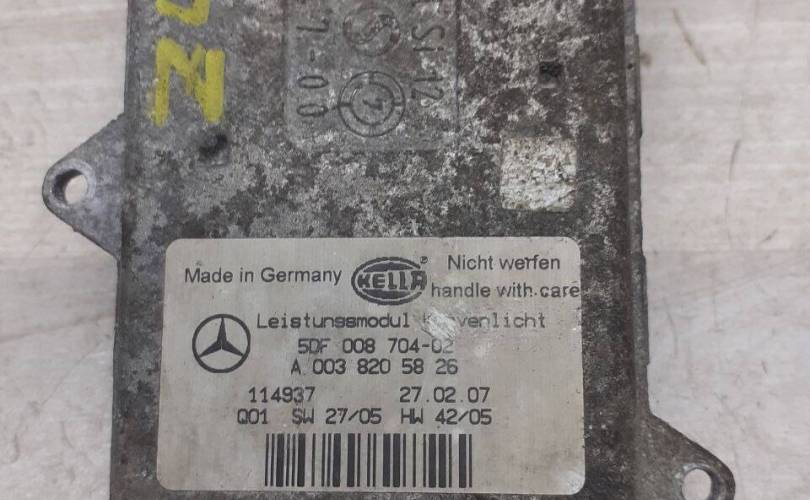 Made in Germany HELLA® Nicht werfen
handle with care
Leistungsmodul
5DF 008 704-02
A 003 820 58 26
114937 27.02.07
Q01 SW 27/05 HW 42/05